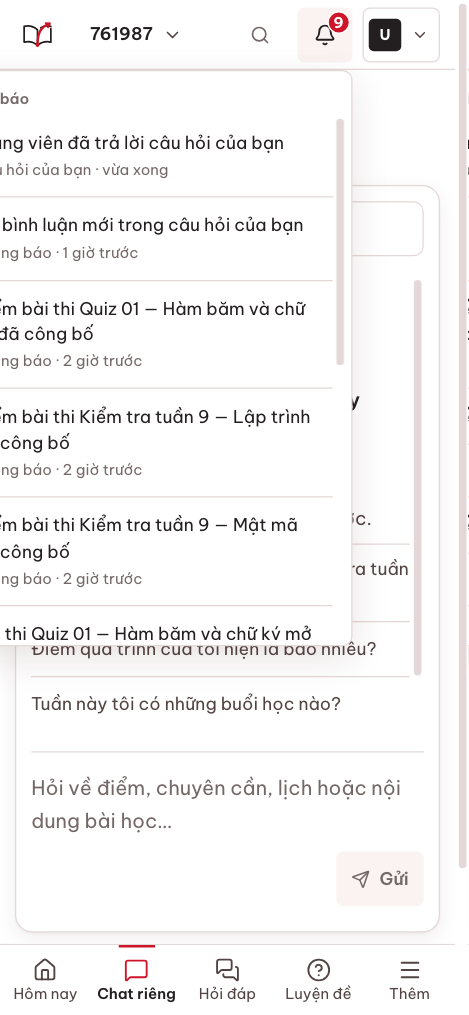 761987
9
U
báo
ng viên đã trả lời câu hỏi của bạn
hỏi của bạn · vừa xong
bình luận mới trong câu hỏi của bạn
ng báo · 1 giờ trước
m bài thi Quiz 01 — Hàm băm và chữ
đã công bố
ng báo · 2 giờ trước
m bài thi Kiểm tra tuần 9 — Lập trình
công bố
ng báo · 2 giờ trước
m bài thi Kiểm tra tuần 9 — Mật mã
công bố
ng báo · 2 giờ trước
thi Quiz 01 — Hàm băm và chữ ký mở
y
ra tuần
Điểm quá trình của tôi hiện là bao nhiêu?
Tuần này tôi có những buổi học nào?
Hỏi về điểm, chuyên cần, lịch hoặc nội
dung bài học...
Gửi
Hôm nay
Chat riêng
Hỏi đáp
Luyện đề
Thêm